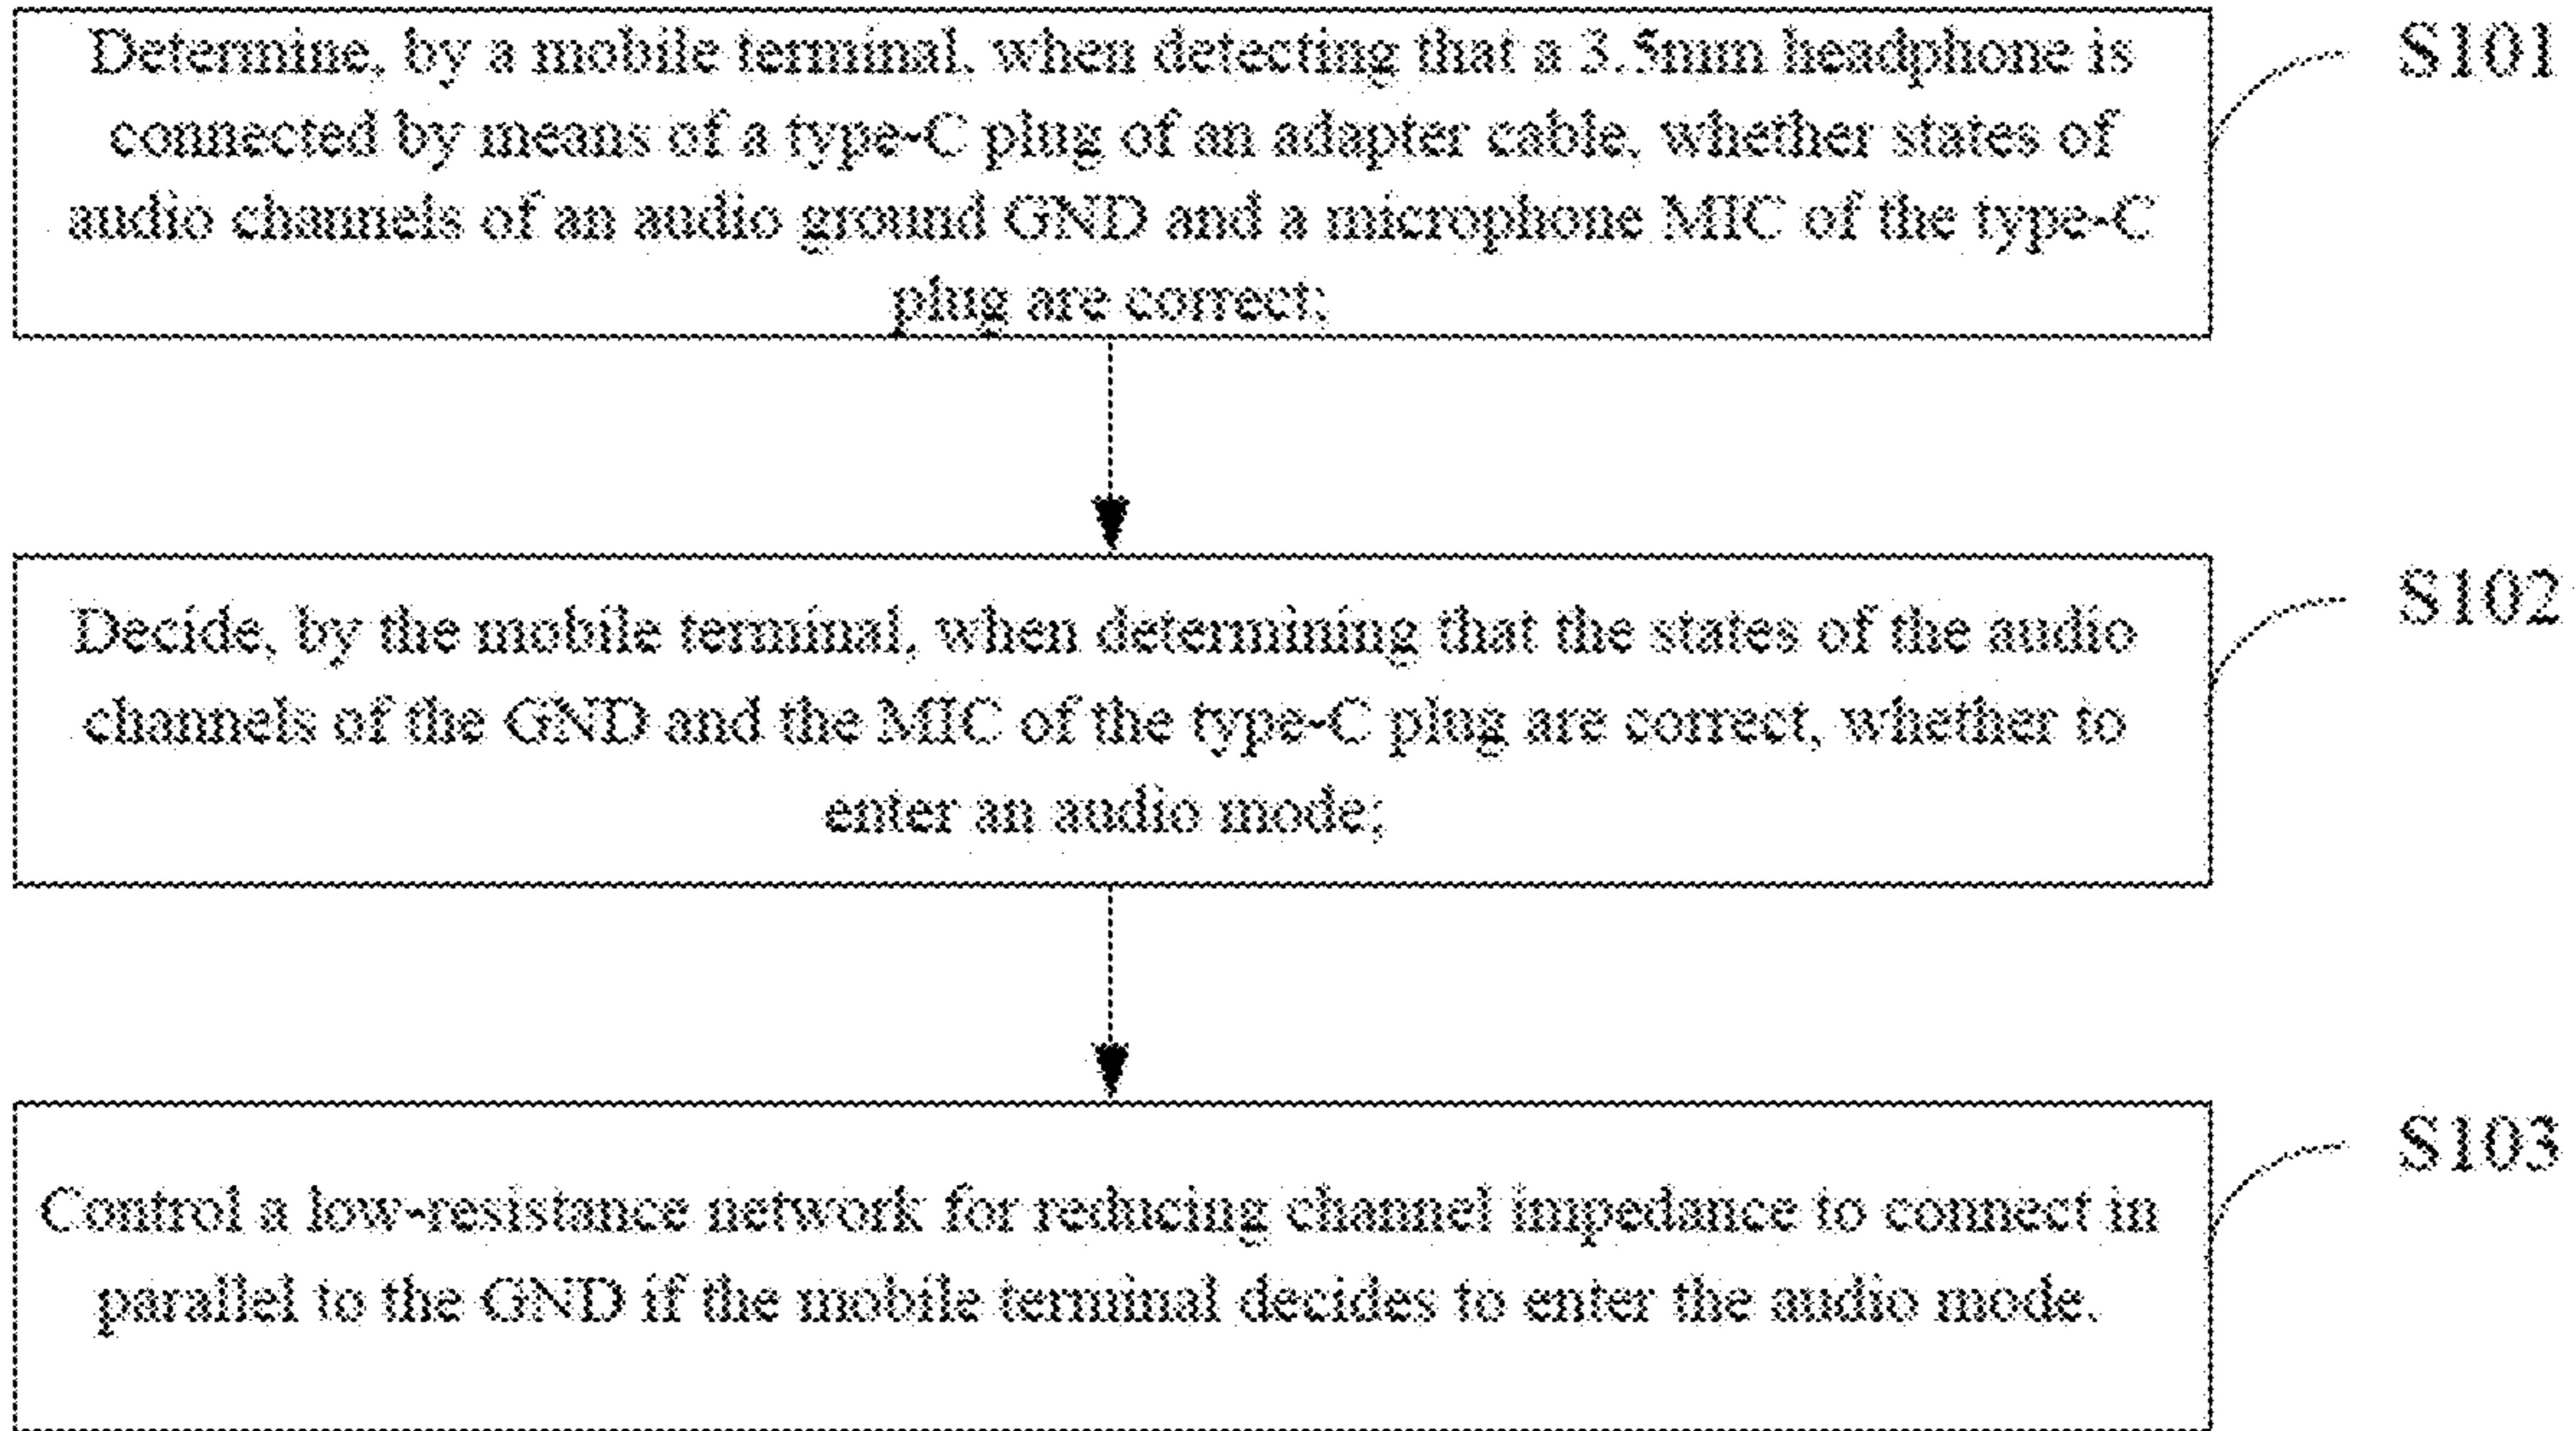 Determine, by a mobile terminal, when detecting that a 3.5mm headphone is
connected by means of a type-C plug of an adapter cable, whether states of
audio channels of an audio ground GND and a microphone MIC of the type-C
plug are correct;
S101
Decide, by the mobile terminal, when determining that the states of the audio
channels of the GND and the MIC of the type-C plug are correct, whether to
enter an audio mode;
S102
Control a low-resistance network for reducing channel impedance to connect in
parallel to the GND if the mobile terminal decides to enter the audio mode.
S103